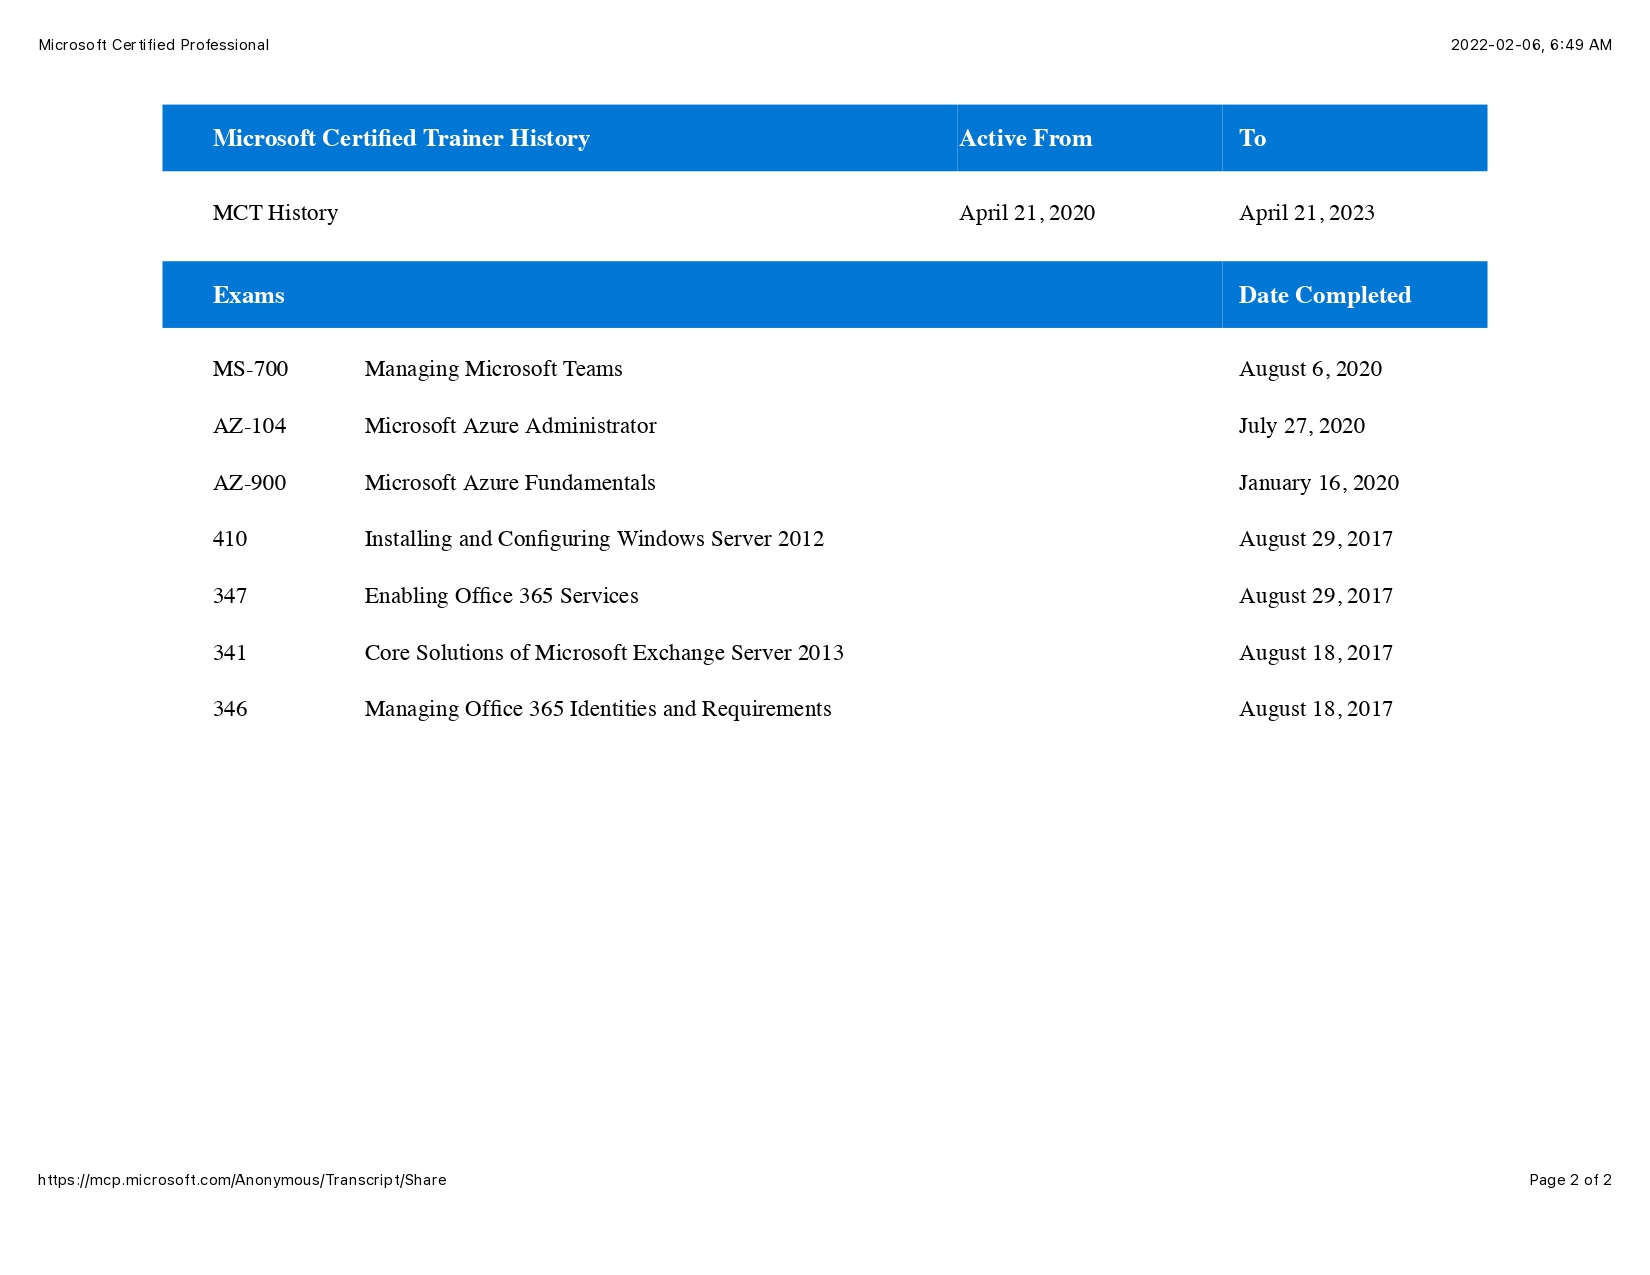 Microsoft Certified Professional 2022-02-06, 6:49 AM
Microsoft Certified Trainer History Active From To
MCT History April 21, 2020 April 21, 2023
Exams Date Completed
MS-700 Managing Microsoft Teams August 6, 2020
AZ-104 Microsoft Azure Administrator July 27, 2020
AZ-900 Microsoft Azure Fundamentals January 16, 2020
410 Installing and Configuring Windows Server 2012 August 29, 2017
347 Enabling Office 365 Services August 29, 2017
341 Core Solutions of Microsoft Exchange Server 2013 August 18, 2017
346 Managing Office 365 Identities and Requirements August 18, 2017
https://mcp.microsoft.com/Anonymous/Transcript/Share Page 2 of 2